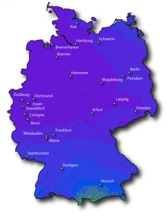 Kiel
Hamburg
Schwerin
Bremerhaven
Bremen
Berlin
Hannover
Potsdam
Magdeburg
Duisburg
Dortmund
Essen
Düsseldorf
Leipzig
Cologne
Erfurt
Dresden
Bonn
Wiesbaden
Frankfurt
Mainz
Saarbrucken
Stuttgart
Munich